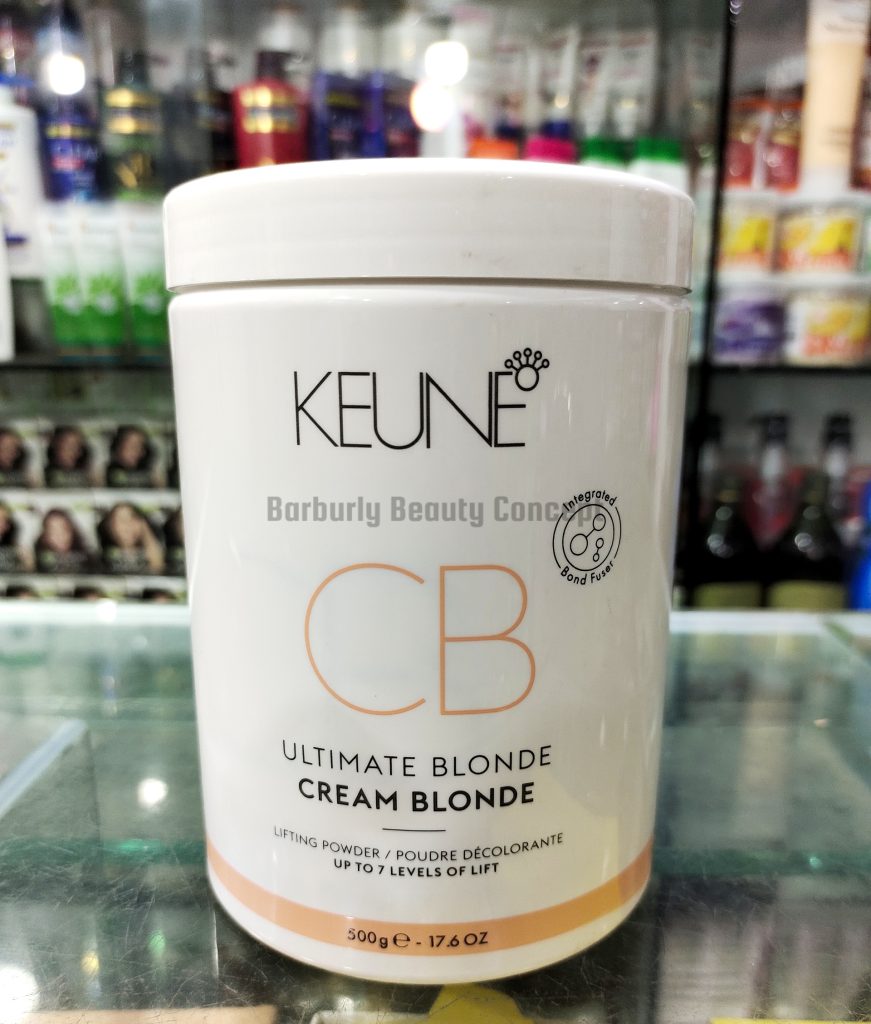 KEUNE
Integrated
Bond Fuser
Barburly Beauty Concept
CB
ULTIMATE BLONDE
CREAM BLONDE
LIFTING POWDER / POUDRE DÉCOLORANTE
UP TO 7 LEVELS OF LIFT
500g ℮ - 17.6 OZ